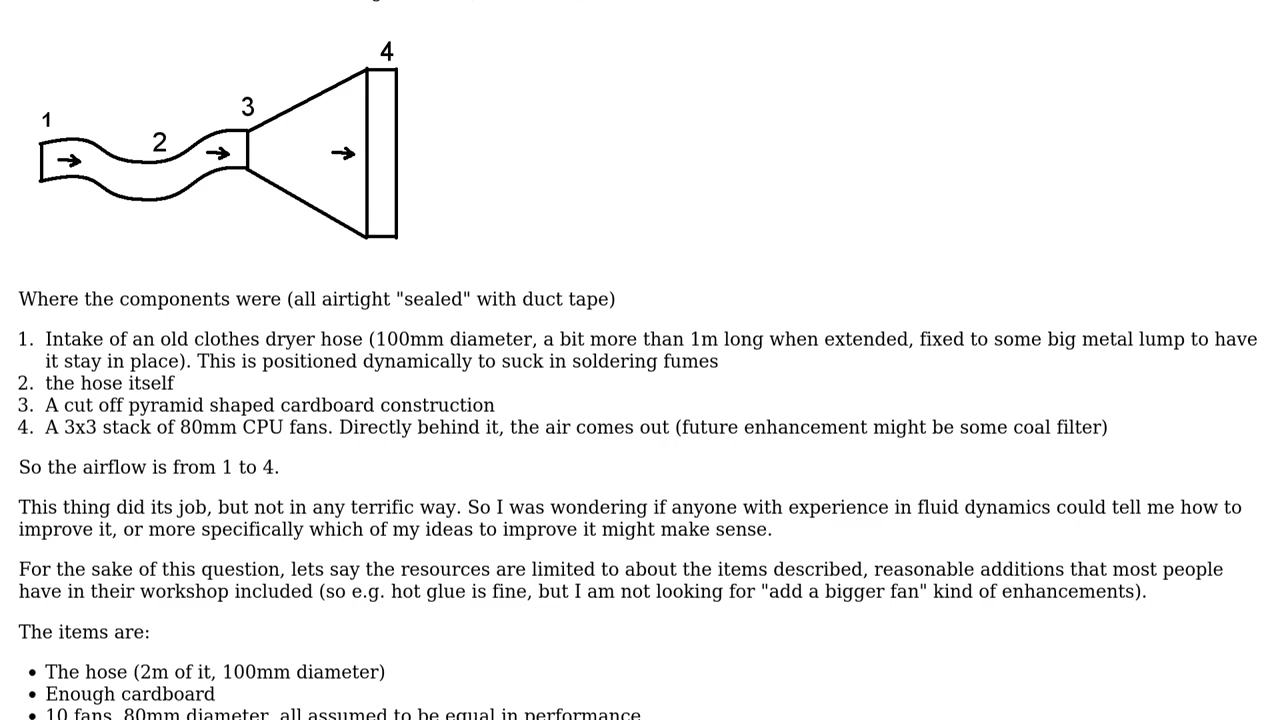 4
3
1
2
Where the components were (all airtight "sealed" with duct tape)
1. Intake of an old clothes dryer hose (100mm diameter, a bit more than 1m long when extended, fixed to some big metal lump to have
it stay in place). This is positioned dynamically to suck in soldering fumes
2. the hose itself
3. A cut off pyramid shaped cardboard construction
4. A 3x3 stack of 80mm CPU fans. Directly behind it, the air comes out (future enhancement might be some coal filter)
So the airflow is from 1 to 4.
This thing did its job, but not in any terrific way. So I was wondering if anyone with experience in fluid dynamics could tell me how to
improve it, or more specifically which of my ideas to improve it might make sense.
For the sake of this question, lets say the resources are limited to about the items described, reasonable additions that most people
have in their workshop included (so e.g. hot glue is fine, but I am not looking for "add a bigger fan" kind of enhancements).
The items are:
• The hose (2m of it, 100mm diameter)
• Enough cardboard
• 10 fans, 80mm diameter, all assumed to be equal in performance